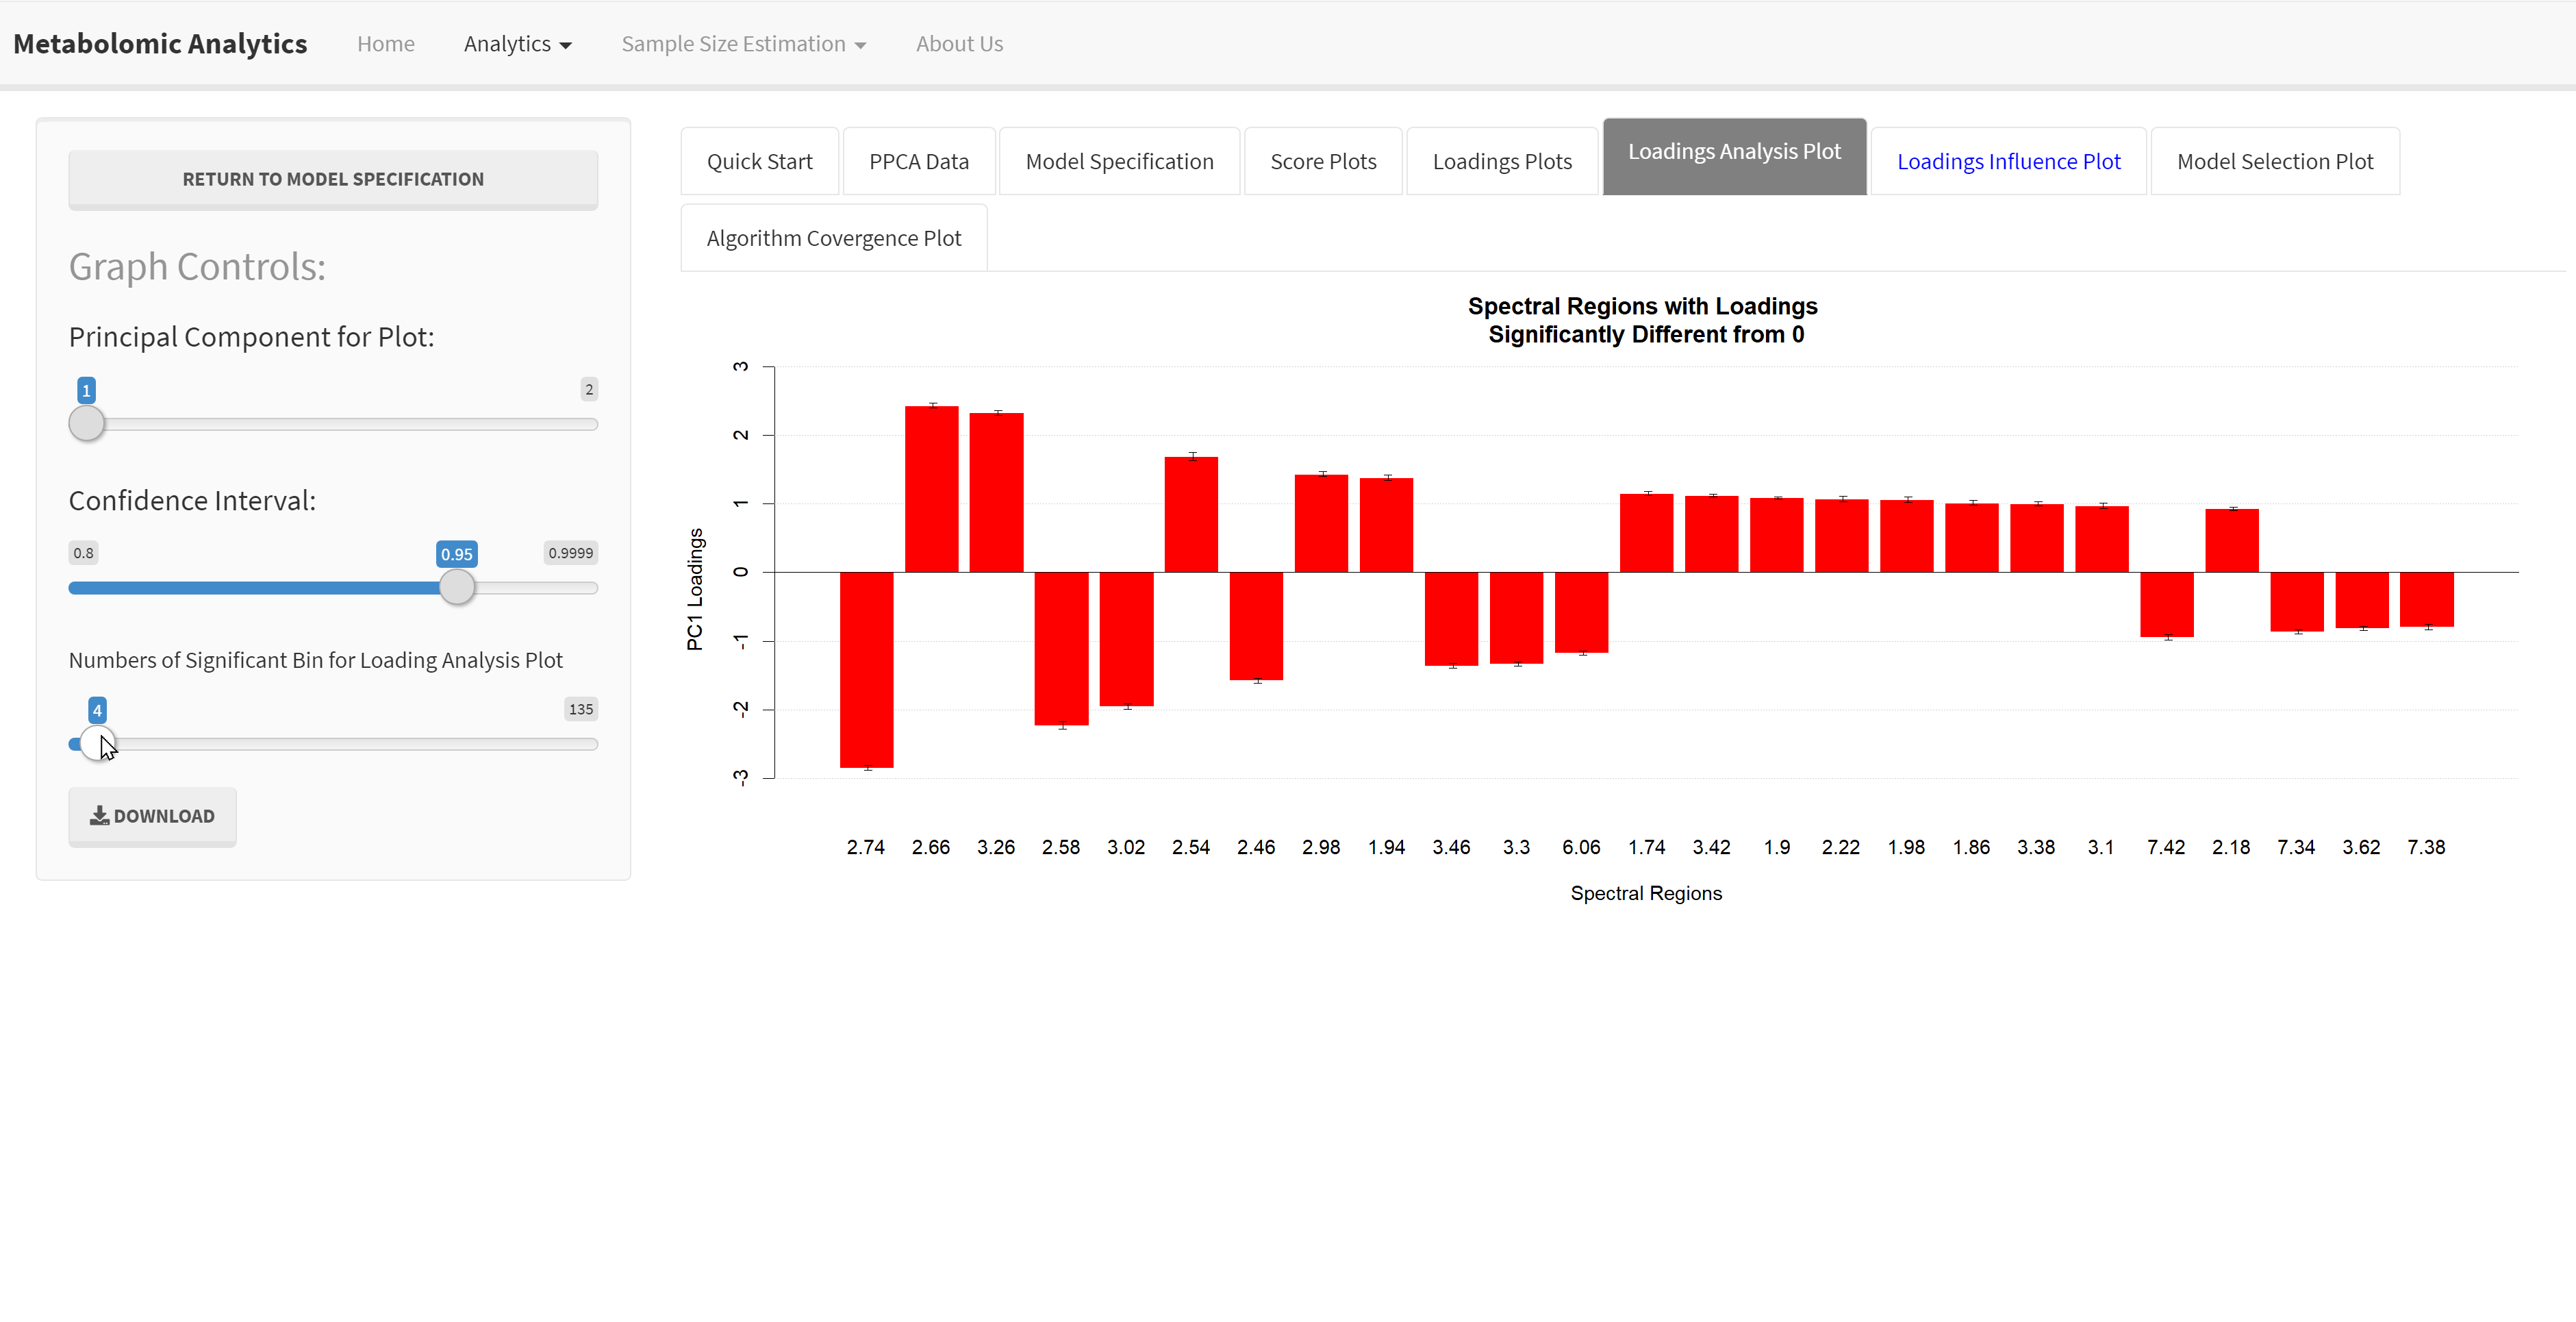 Metabolomic Analytics Home Analytics Sample Size Estimation About Us
RETURN TO MODEL SPECIFICATION
Graph Controls:
Principal Component for Plot:
1 2
Confidence Interval:
0.8 0.95 0.9999
Numbers of Significant Bin for Loading Analysis Plot
4 135
DOWNLOAD
Quick Start PPCA Data Model Specification Score Plots Loadings Plots Loadings Analysis Plot Loadings Influence Plot Model Selection Plot
Algorithm Covergence Plot
Spectral Regions with Loadings
Significantly Different from 0
3
2
1
0
-1
-2
-3
PC1 Loadings
2.74 2.66 3.26 2.58 3.02 2.54 2.46 2.98 1.94 3.46 3.3 6.06 1.74 3.42 1.9 2.22 1.98 1.86 3.38 3.1 7.42 2.18 7.34 3.62 7.38
Spectral Regions